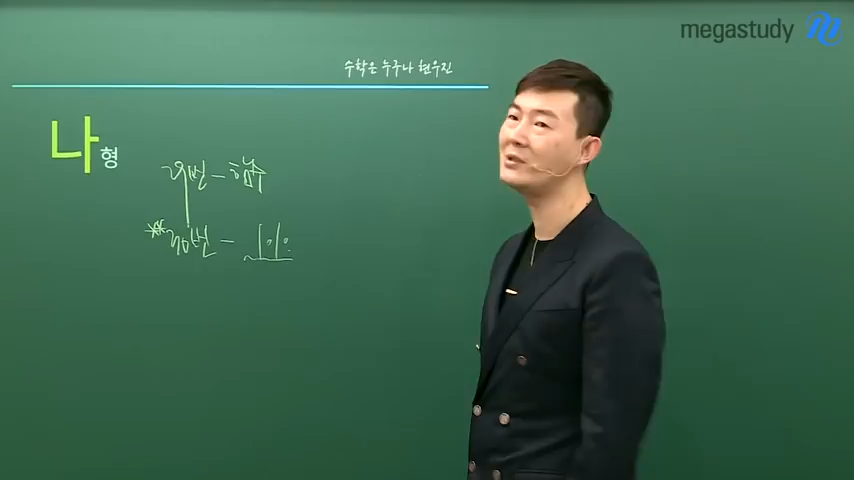 megastudy
수학은 누구나 현우진
나형
29번 - 함수
**30번 -